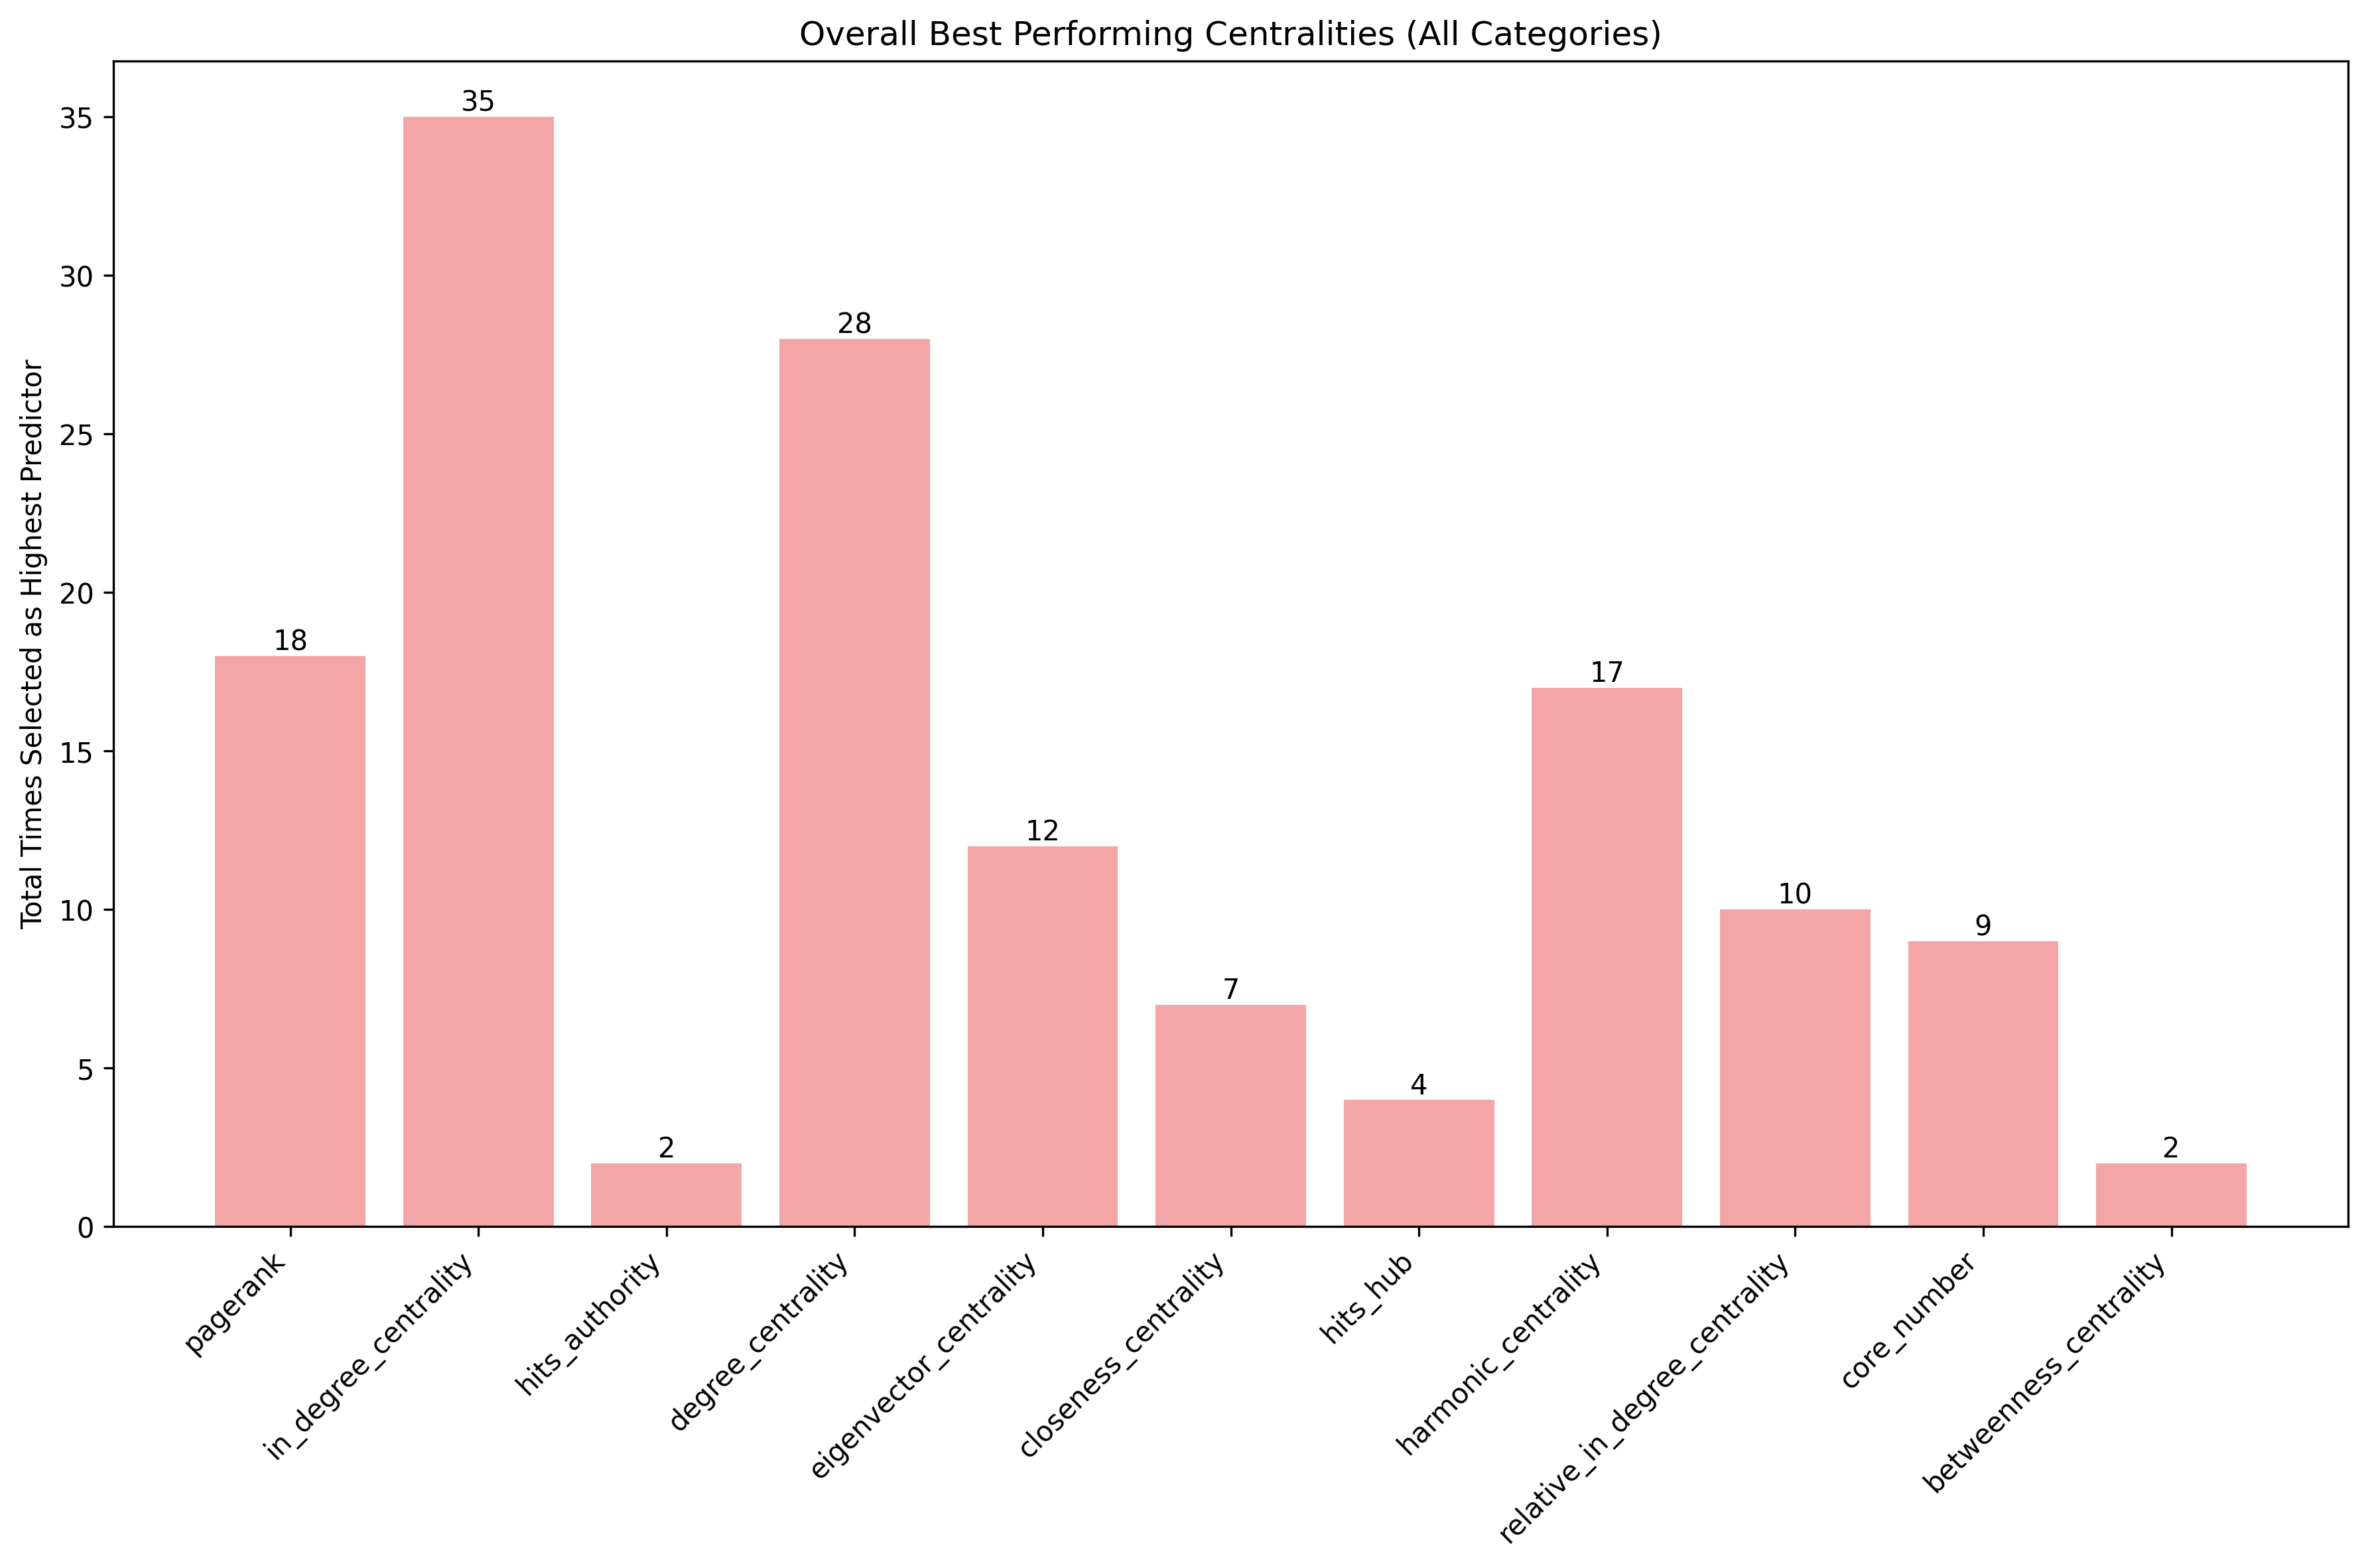 Overall Best Performing Centralities (All Categories)
Total Times Selected as Highest Predictor
35
30
25
20
15
10
5
0
18
35
2
28
12
7
4
17
10
9
2
pagerank
in_degree_centrality
hits_authority
degree_centrality
eigenvector_centrality
closeness_centrality
hits_hub
harmonic_centrality
relative_in_degree_centrality
core_number
betweenness_centrality